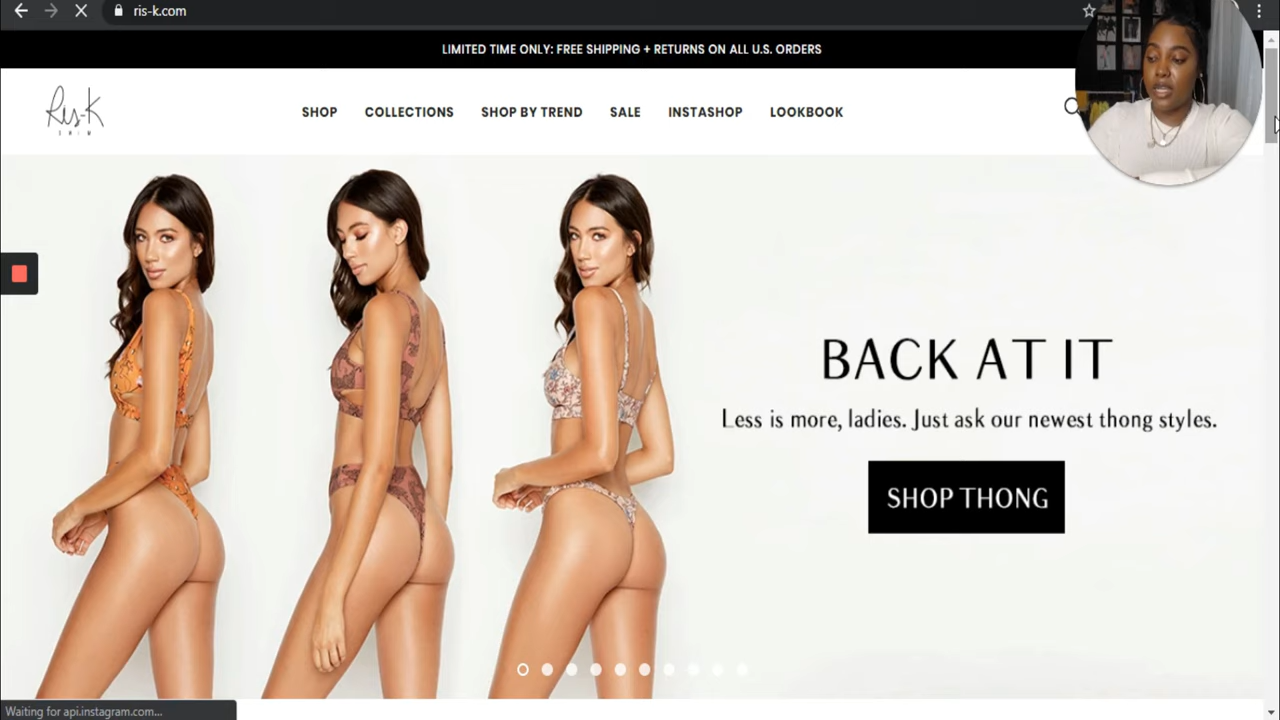 ris-k.com
LIMITED TIME ONLY: FREE SHIPPING + RETURNS ON ALL U.S. ORDERS
Ris-K
SHOP COLLECTIONS SHOP BY TREND SALE INSTASHOP LOOKBOOK
BACK AT IT
Less is more, ladies. Just ask our newest thong styles.
SHOP THONG
Waiting for api.instagram.com...